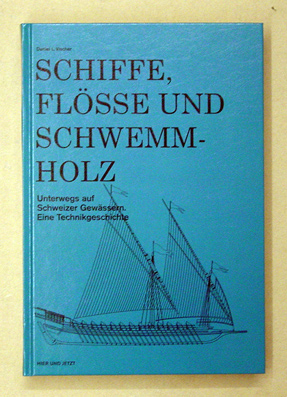 Daniel L. Vischer
SCHIFFE,
FLÖSSE UND
SCHWEMM-
HOLZ
Unterwegs auf
Schweizer Gewässern.
Eine Technikgeschichte
HIER UND JETZT